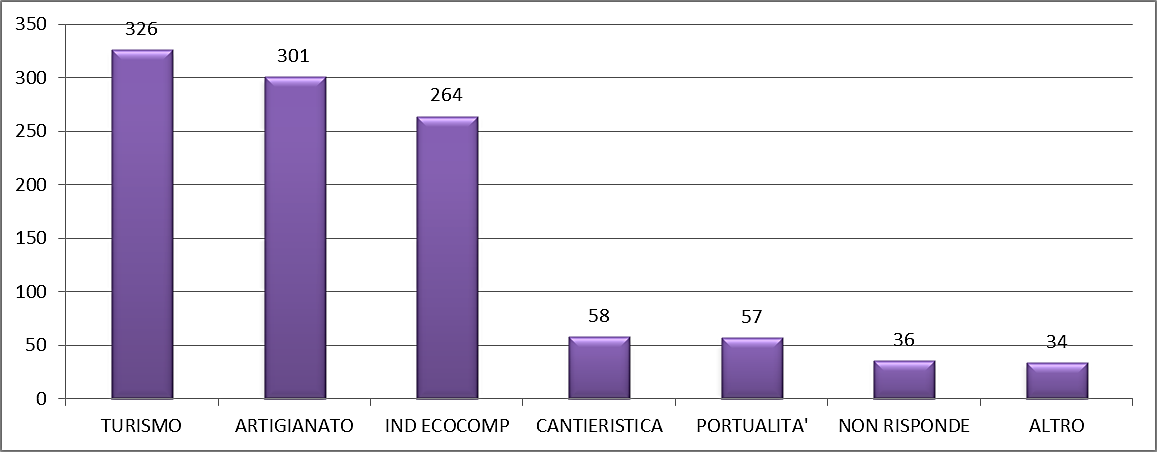 350
300
250
200
150
100
50
0
326
301
264
58
57
36
34
TURISMO
ARTIGIANATO
IND ECOCOMP
CANTIERISTICA
PORTUALITA'
NON RISPONDE
ALTRO